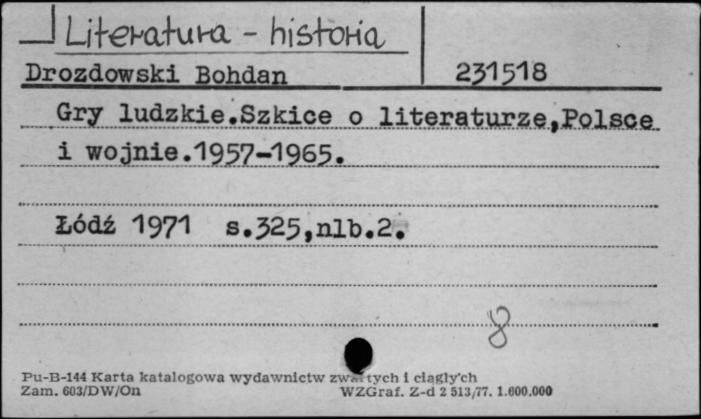 Literatura - historia
Drozdowski Bohdan 231518
Gry ludzkie.Szkice o literaturze,Polsce
i wojnie.1957-1965.
Łódź 1971 s.325,nlb.2.
8
Pu-B-144 Karta katalogowa wydawnictw zwartych i ciągłych
Zam. 603/DW/On WZGraf. Z-d 2 513/77. 1.600.000